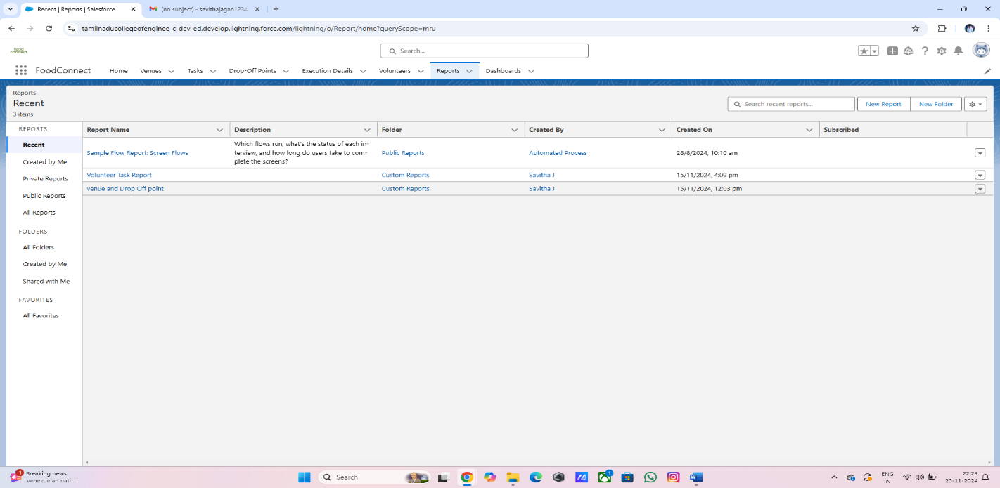 Recent | Reports | Salesforce
(no subject) - savithajagan1234
tamilnaducollegeofenginee-c-dev-ed.develop.lightning.force.com/lightning/o/Report/home?queryScope=mru
food
connect
Search...
FoodConnect
Home
Venues
Tasks
Drop-Off Points
Execution Details
Volunteers
Reports
Dashboards
Reports
Recent
3 items
Search recent reports...
New Report
New Folder
REPORTS
Recent
Created by Me
Private Reports
Public Reports
All Reports
FOLDERS
All Folders
Created by Me
Shared with Me
FAVORITES
All Favorites
Report Name
Description
Folder
Created By
Created On
Subscribed
Sample Flow Report: Screen Flows
Which flows run, what's the status of each in-
terview, and how long do users take to com-
plete the screens?
Public Reports
Automated Process
28/8/2024, 10:10 am
Volunteer Task Report
Custom Reports
Savitha J
15/11/2024, 4:09 pm
venue and Drop Off point
Custom Reports
Savitha J
15/11/2024, 12:03 pm
Breaking news
Venezuelan nati...
Search
1
ENG
IN
22:29
20-11-2024